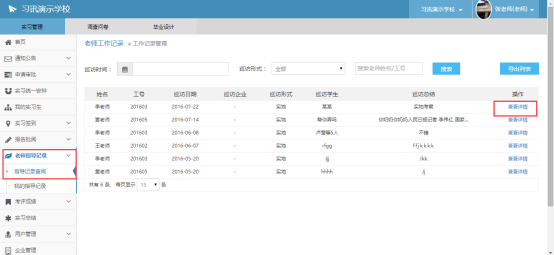 习讯演示学校
习讯演示学校
张老师(老师)
实习管理
调查问卷
毕业设计
首页
通知公告
申请审批
实习统一安排
我的实习生
实习签到
报告批阅
老师指导记录
指导记录查阅
我的指导记录
考评成绩
实习总结
用户管理
企业管理
老师工作记录 » 工作记录管理
巡访时间：
巡访形式：
全部
搜索老师姓名/工号
搜索
导出列表
姓名 工号 巡访日期 巡访企业 巡访形式 巡访学生 巡访总结 操作
李老师 201603 2016-07-22 - 实地 某某 实地考察 查看详情
董老师 201605 2016-07-14 - 实地 查看详情
李老师 201603 2016-06-08 - 实地 卢雪等5人 不错 查看详情
王老师 201602 2016-06-07 - 实地 rfgg ffjkkkk 查看详情
李老师 201603 2016-03-20 - 实地 jjj Jkk 查看详情
董老师 201605 2016-03-20 - 实地 hhhh Jj 查看详情
共有 6 条， 每页显示 15 条